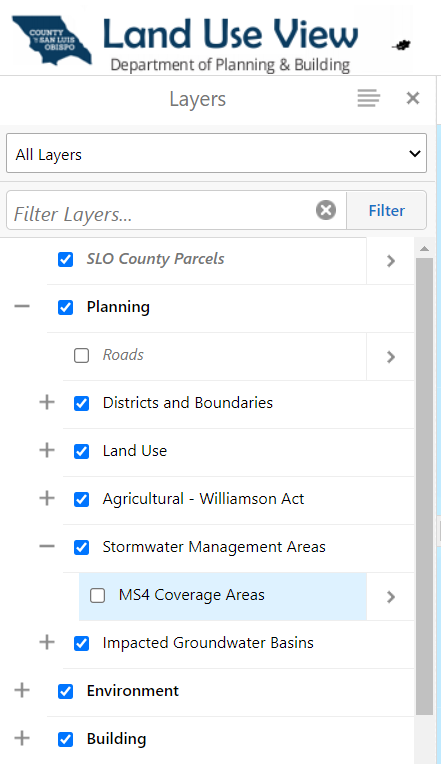 COUNTY
OF SAN LUIS
OBISPO
Land Use View
Department of Planning & Building
Layers
All Layers
Filter Layers...
Filter
SLO County Parcels
Planning
Roads
Districts and Boundaries
Land Use
Agricultural - Williamson Act
Stormwater Management Areas
MS4 Coverage Areas
Impacted Groundwater Basins
Environment
Building